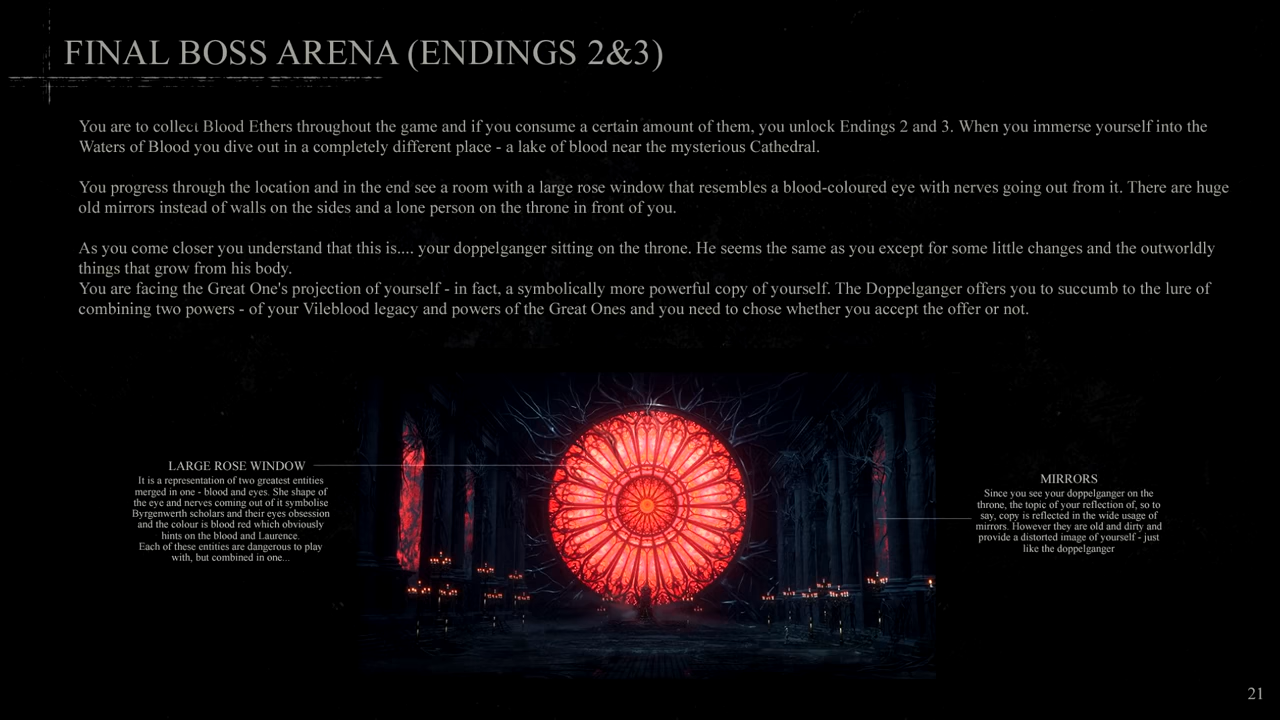 FINAL BOSS ARENA (ENDINGS 2&3)
You are to collect Blood Ethers throughout the game and if you consume a certain amount of them, you unlock Endings 2 and 3. When you immerse yourself into the
Waters of Blood you dive out in a completely different place - a lake of blood near the mysterious Cathedral.
You progress through the location and in the end see a room with a large rose window that resembles a blood-coloured eye with nerves going out from it. There are huge
old mirrors instead of walls on the sides and a lone person on the throne in front of you.
As you come closer you understand that this is.... your doppelganger sitting on the throne. He seems the same as you except for some little changes and the outworldly
things that grow from his body.
You are facing the Great One's projection of yourself - in fact, a symbolically more powerful copy of yourself. The Doppelganger offers you to succumb to the lure of
combining two powers - of your Vileblood legacy and powers of the Great Ones and you need to chose whether you accept the offer or not.
LARGE ROSE WINDOW
It is a representation of two greatest entities
merged in one - blood and eyes. She shape of
the eye and nerves coming out of it symbolise
Byrgenwerth scholars and their eyes obsession
and the colour is blood red which obviously
hints on the blood and Laurence.
Each of these entities are dangerous to play
with, but combined in one...
MIRRORS
Since you see your doppelganger on the
throne, the topic of your reflection of, so to
say, copy is reflected in the wide usage of
mirrors. However they are old and dirty and
provide a distorted image of yourself - just
like the doppelganger
21